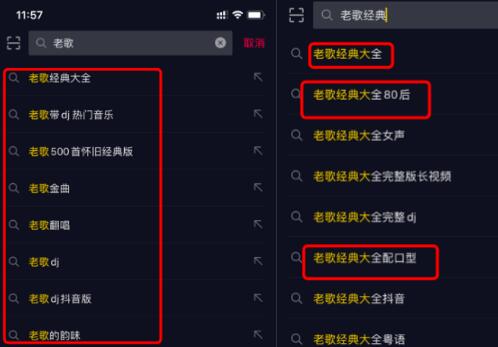 11:57
老歌
取消
老歌经典大全
老歌带dj热门音乐
老歌500首怀旧经典版
老歌金曲
老歌翻唱
老歌dj
老歌dj抖音版
老歌的韵味
老歌经典
老歌经典大全
老歌经典大全80后
老歌经典大全女声
老歌经典大全完整版长视频
老歌经典大全完整dj
老歌经典大全配口型
老歌经典大全抖音
老歌经典大全粤语